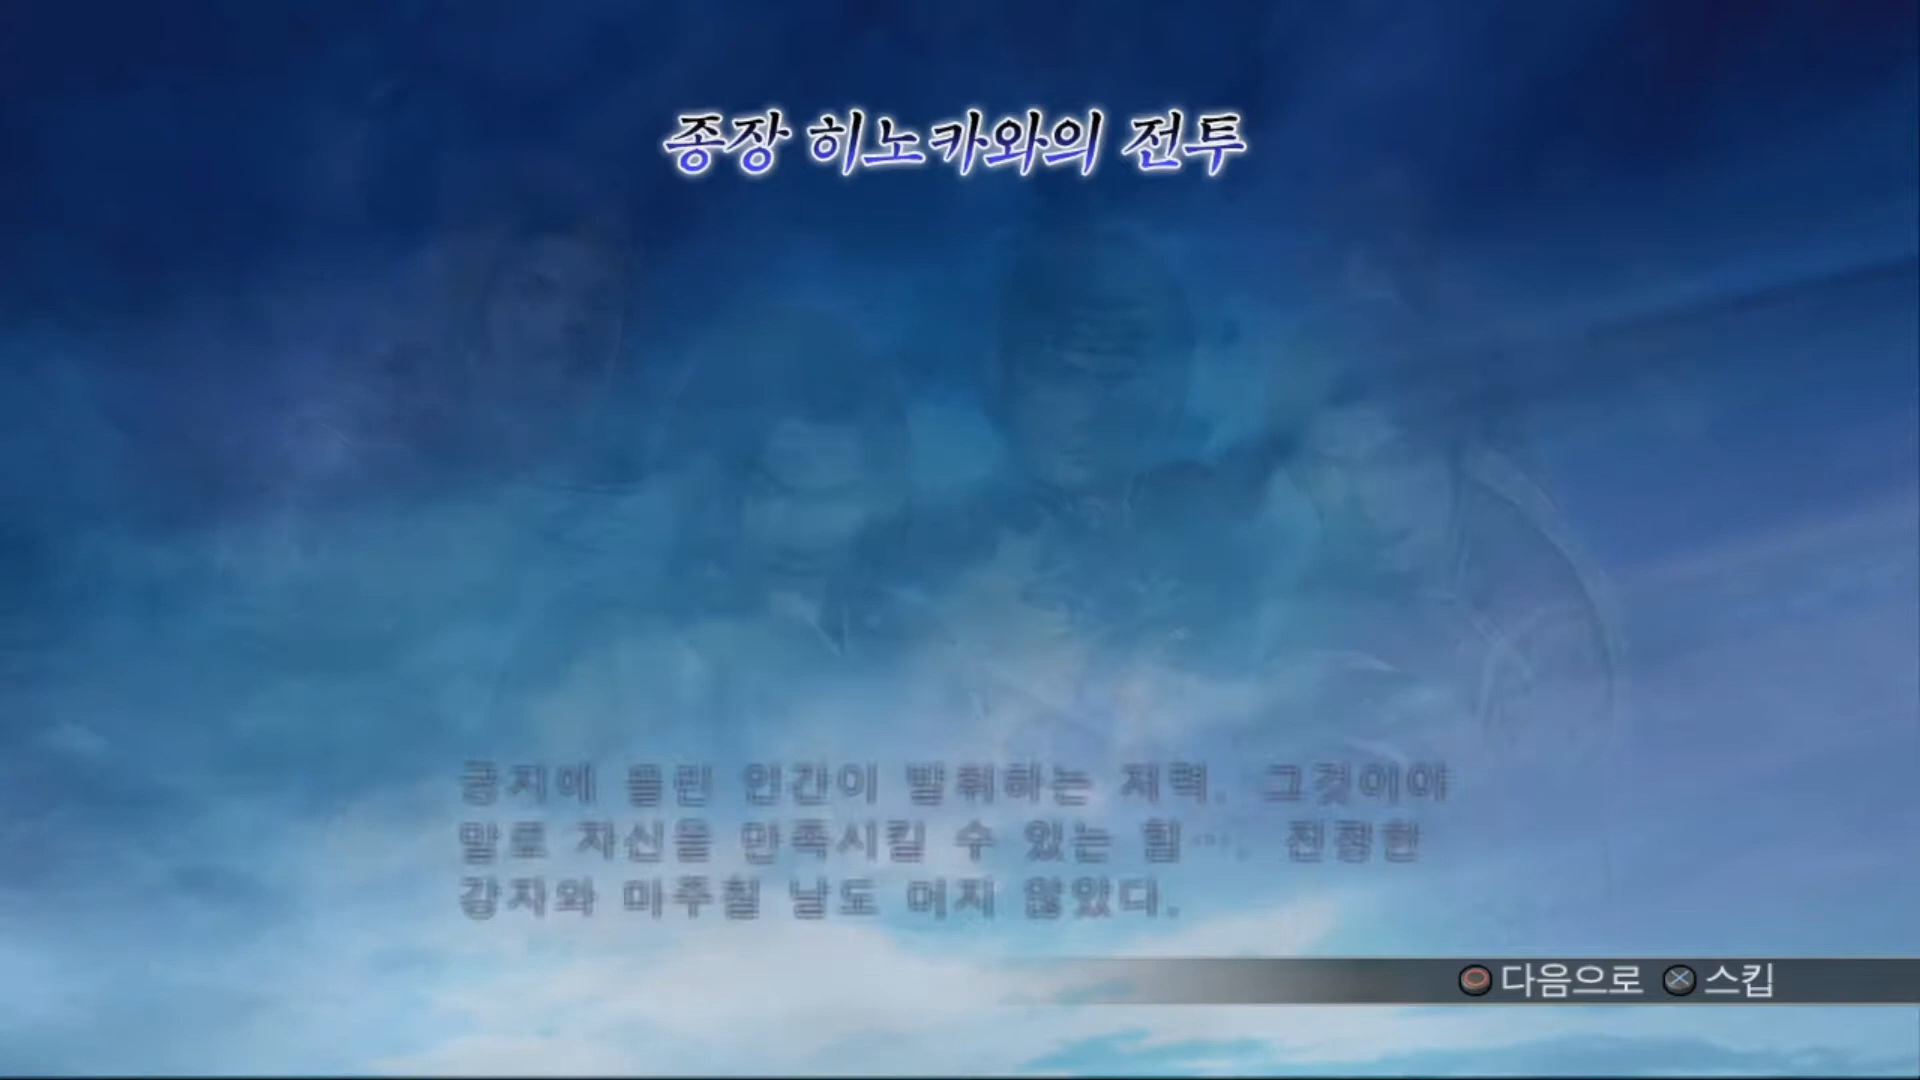 종장 히노카와의 전투
궁지에 몰린 인간이 발휘하는 저력. 그것이야
말로 자신을 만족시킬 수 있는 힘…. 진정한
강자와 마주칠 날도 머지 않았다.
다음으로 스킵